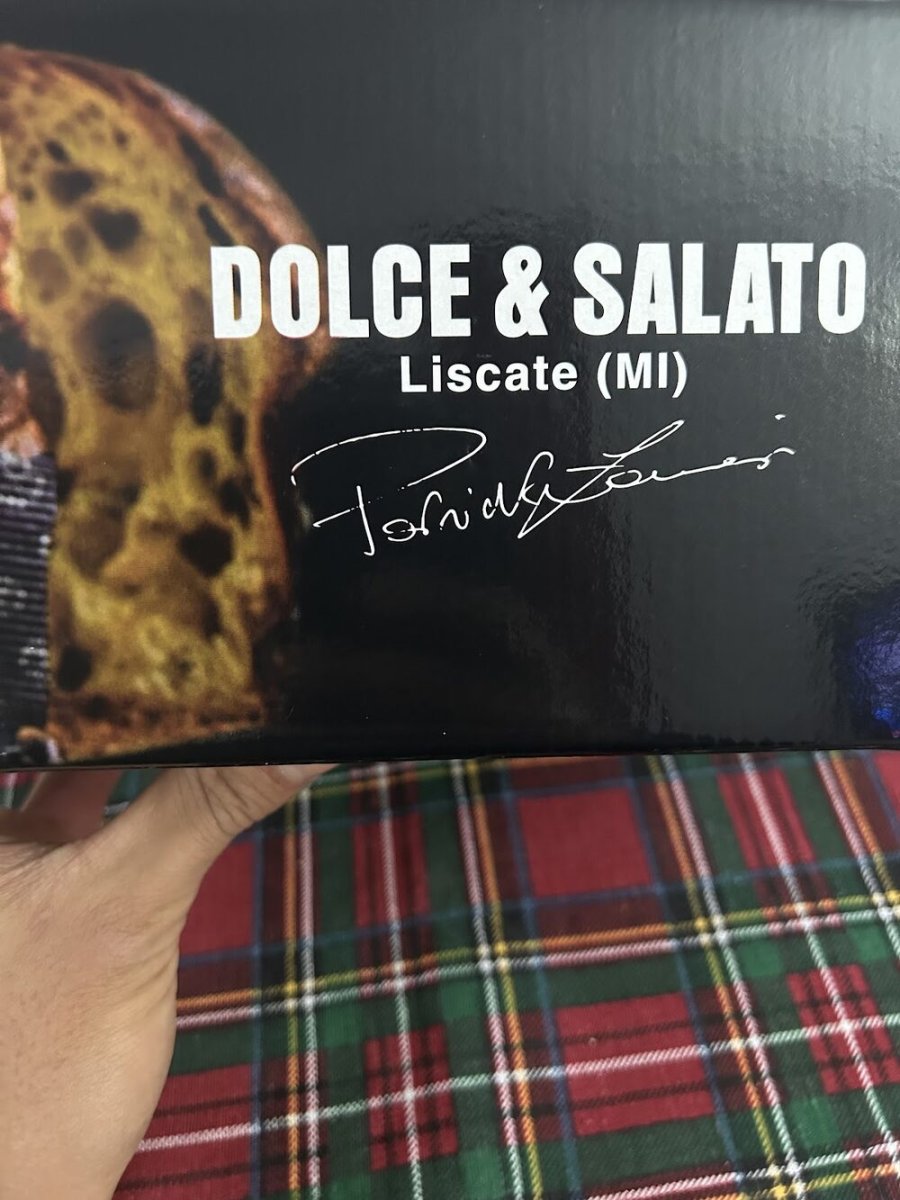 DOLCE & SALATO
Liscate (MI)